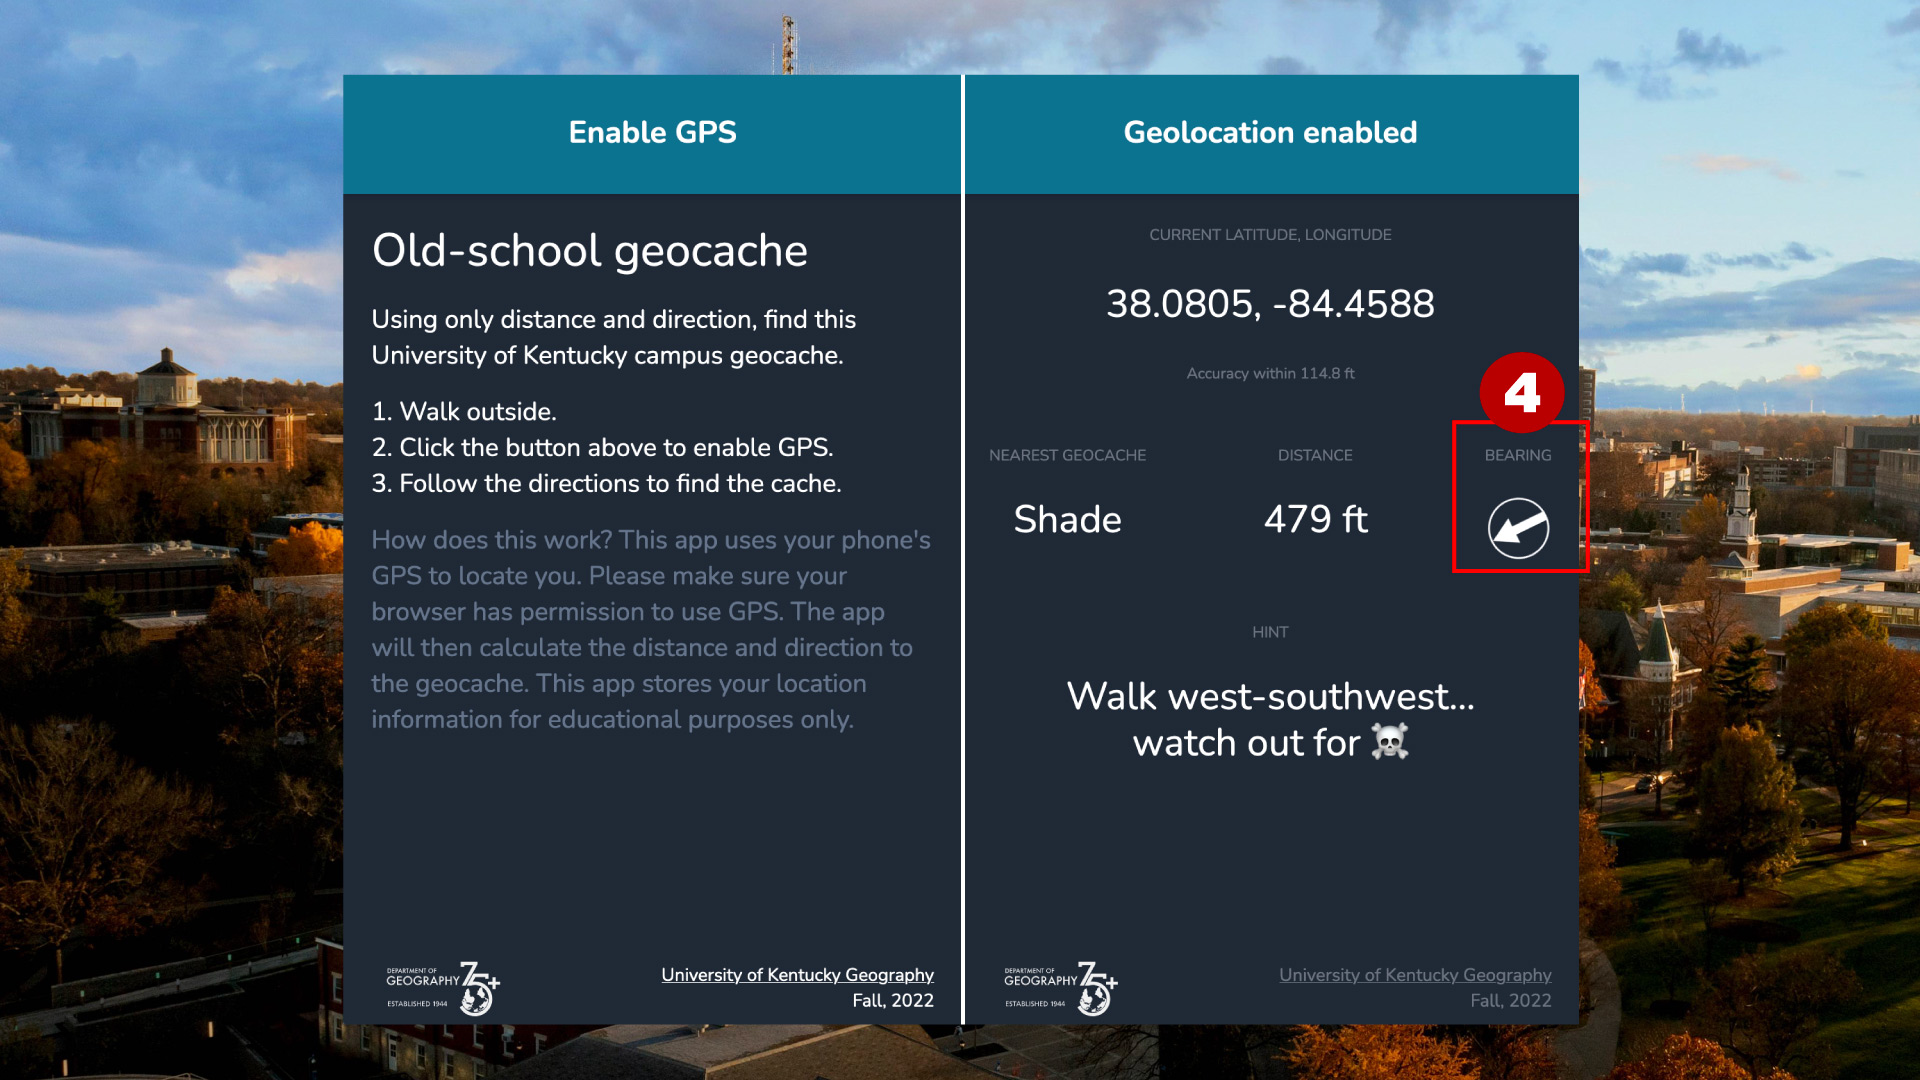 Enable GPS
Old-school geocache
Using only distance and direction, find this
University of Kentucky campus geocache.
1. Walk outside.
2. Click the button above to enable GPS.
3. Follow the directions to find the cache.
How does this work? This app uses your phone's
GPS to locate you. Please make sure your
browser has permission to use GPS. The app
will then calculate the distance and direction to
the geocache. This app stores your location
information for educational purposes only.
DEPARTMENT OF
GEOGRAPHY 75+
ESTABLISHED 1944
University of Kentucky Geography
Fall, 2022
Geolocation enabled
CURRENT LATITUDE, LONGITUDE
38.0805, -84.4588
Accuracy within 114.8 ft
4
NEAREST GEOCACHE DISTANCE BEARING
Shade 479 ft
HINT
Walk west-southwest...
watch out for ☠️
DEPARTMENT OF
GEOGRAPHY 75+
ESTABLISHED 1944
University of Kentucky Geography
Fall, 2022